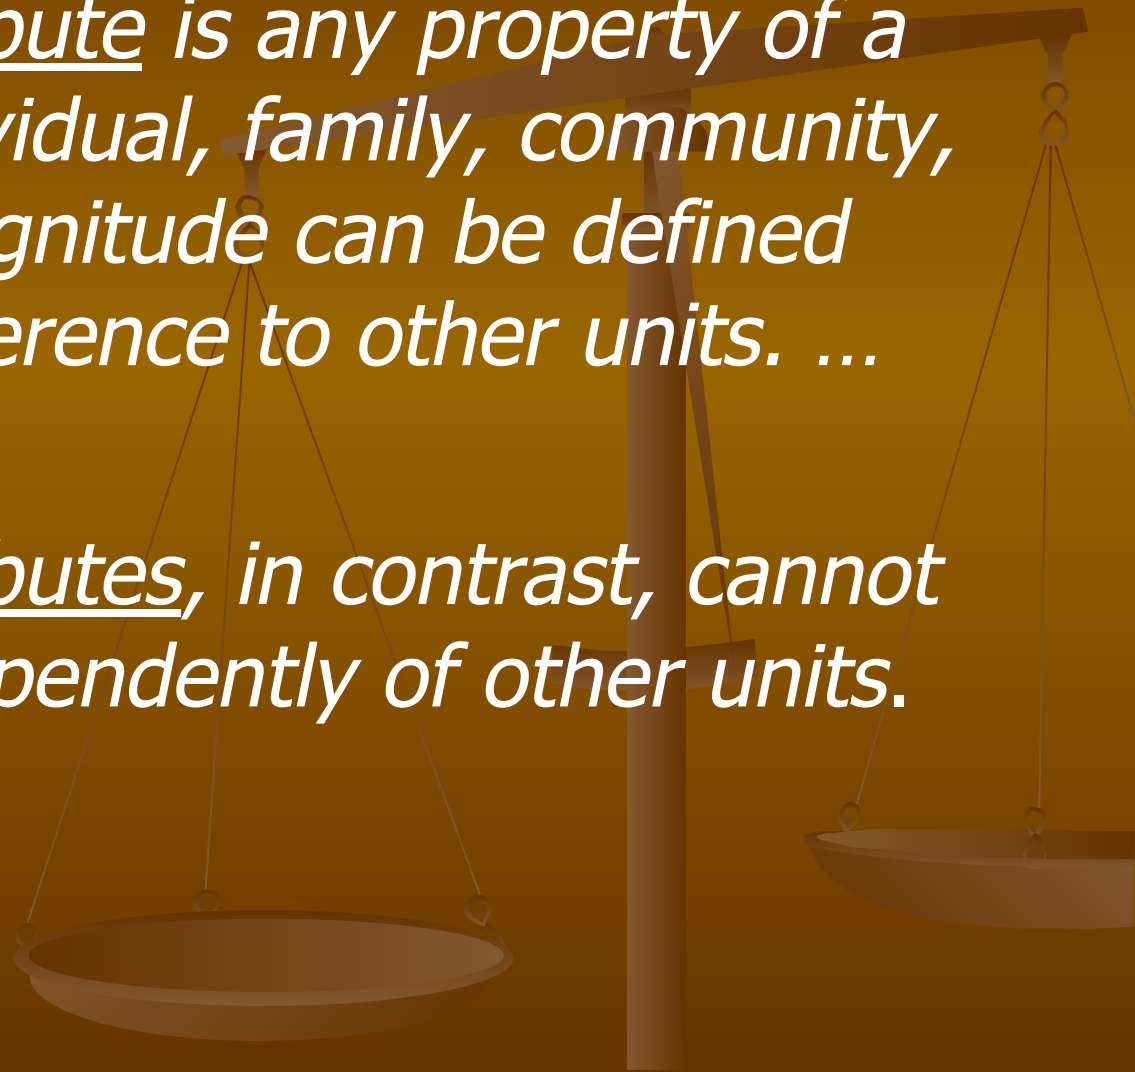 bute is any property of a
vidual, family, community,
gnitude can be defined
erence to other units. …
butes, in contrast, cannot
pendently of other units.